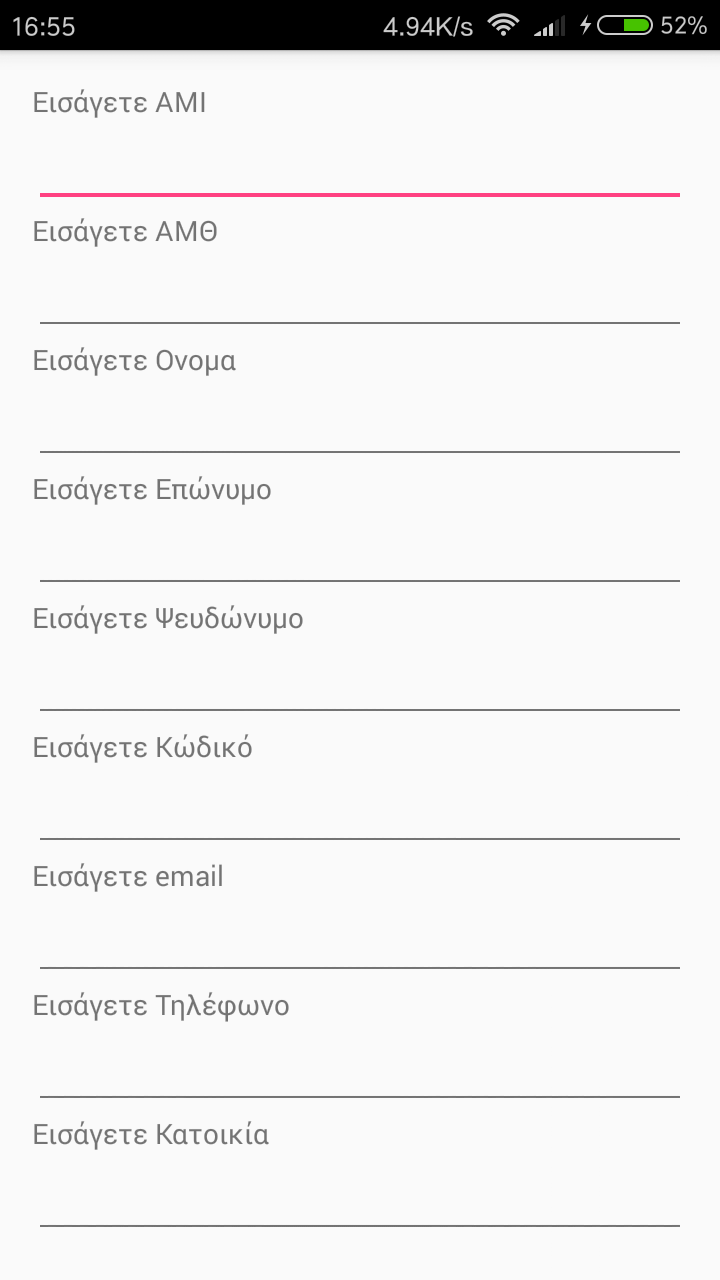 16:55 4.94K/s 52%
Εισάγετε ΑΜΙ
Εισάγετε ΑΜΘ
Εισάγετε Ονομα
Εισάγετε Επώνυμο
Εισάγετε Ψευδώνυμο
Εισάγετε Κώδικό
Εισάγετε email
Εισάγετε Τηλέφωνο
Εισάγετε Κατοικία